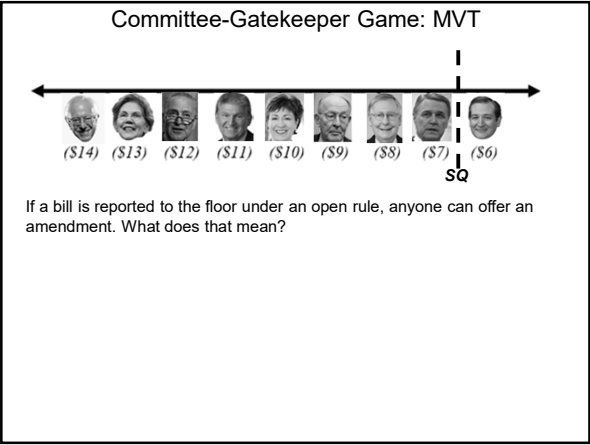 Committee-Gatekeeper Game: MVT
($14) ($13) ($12) ($11) ($10) ($9) ($8) ($7) ($6)
SQ
If a bill is reported to the floor under an open rule, anyone can offer an
amendment. What does that mean?